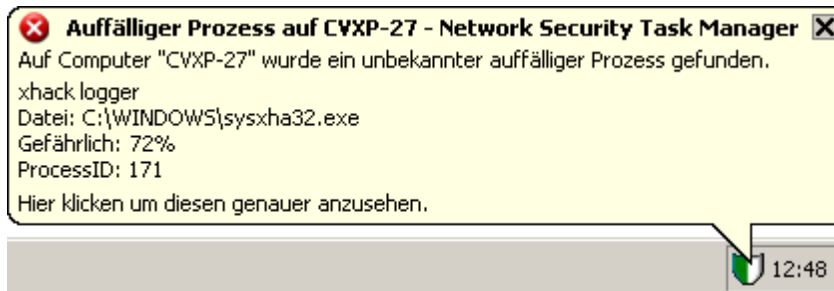 Auffälliger Prozess auf CVXP-27 - Network Security Task Manager
Auf Computer "CVXP-27" wurde ein unbekannter auffälliger Prozess gefunden.
xhack logger
Datei: C:\WINDOWS\sysxha32.exe
Gefährlich: 72%
ProcessID: 171
Hier klicken um diesen genauer anzusehen.
12:48